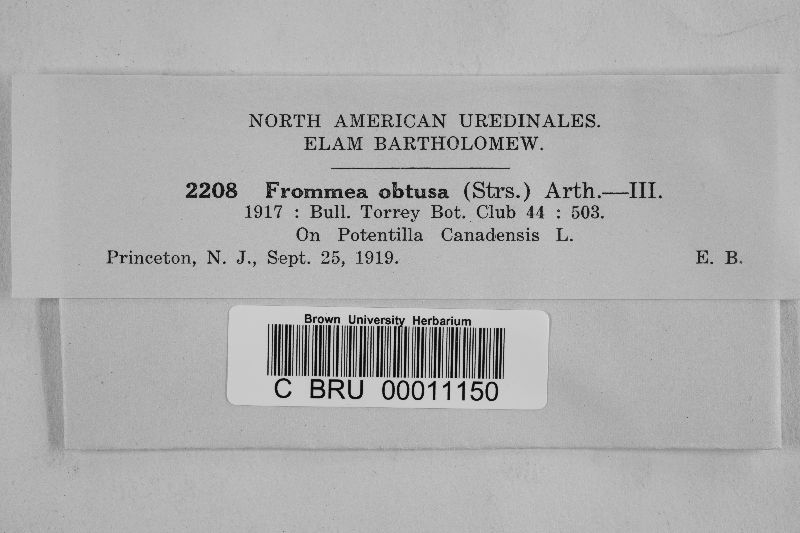 NORTH AMERICAN UREDINALES.
ELAM BARTHOLOMEW.
2208 Frommea obtusa (Strs.) Arth.—III.
1917 : Bull. Torrey Bot. Club 44 : 503.
On Potentilla Canadensis L.
Princeton, N. J., Sept. 25, 1919. E. B.
Brown University Herbarium
C BRU 00011150